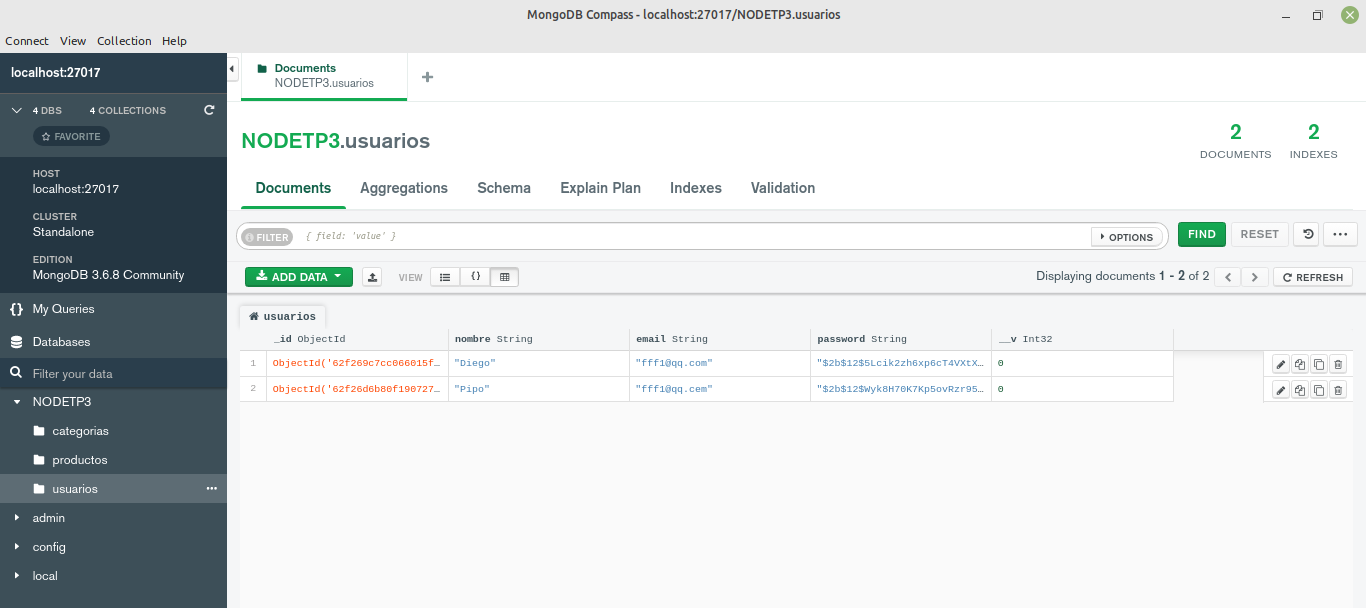 MongoDB Compass - localhost:27017/NODETP3.usuarios
Connect View Collection Help
localhost:27017
4 DBS 4 COLLECTIONS
FAVORITE
HOST
localhost:27017
CLUSTER
Standalone
EDITION
MongoDB 3.6.8 Community
{} My Queries
Databases
Filter your data
NODETP3
categorias
productos
usuarios
admin
config
local
Documents
NODETP3.usuarios
NODETP3.usuarios
2 DOCUMENTS
2 INDEXES
Documents Aggregations Schema Explain Plan Indexes Validation
FILTER { field: 'value' } OPTIONS FIND RESET
ADD DATA VIEW {} Displaying documents 1 - 2 of 2 REFRESH
usuarios
_id ObjectId nombre String email String password String __v Int32
1 ObjectId('62f269c7cc066015f… "Diego" "fff1@qq.com" "$2b$12$5Lcik2zh6xp6cT4VXtX… 0
2 ObjectId('62f26d6b80f190727… "Pipo" "fff1@qq.cem" "$2b$12$Wyk8H70K7Kp5ovRzr95… 0